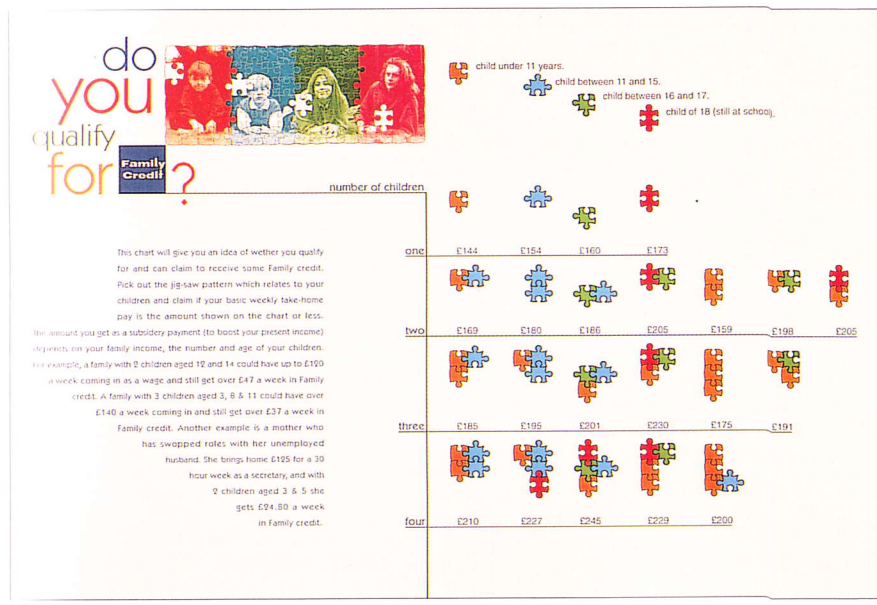 do
YOU
qualify
for Family Credit ?
child under 11 years.
child between 11 and 15.
child between 16 and 17.
child of 18 (still at school),
number of children
This chart will give you an idea of wether you qualify
for and can claim to receive some Family credit.
Pick out the jig-saw pattern which relates to your
children and claim if your basic weekly take-home
pay is the amount shown on the chart or less.
The amount you get as a subsidery payment (to boost your present income)
depends on your family income, the number and age of your children.
For example, a family with 2 children aged 12 and 14 could have up to £120
a week coming in as a wage and still get over £47 a week in Family
credit. A family with 3 children aged 3, 8 & 11 could have over
£140 a week coming in and still get over £37 a week in
Family credit. Another example is a mother who
has swopped roles with her unemployed
husband. She brings home £125 for a 30
hour week as a secretary, and with
2 children aged 3 & 5 she
gets £24.80 a week
in Family credit.
one £144 £154 £160 £173
two £169 £180 £186 £205 £159 £198 £205
three £185 £195 £201 £230 £175 £191
four £210 £227 £245 £229 £200